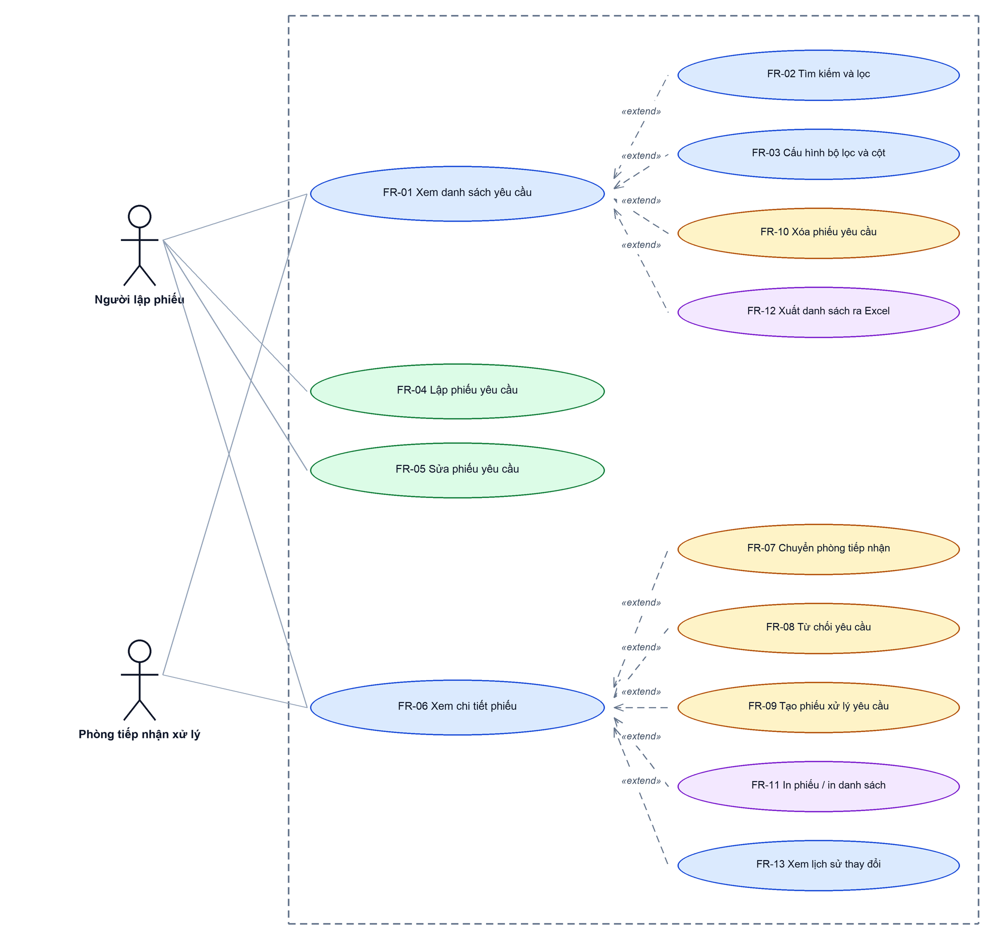 FR-02 Tìm kiếm và lọc
«extend»
FR-03 Cấu hình bộ lọc và cột
«extend»
FR-01 Xem danh sách yêu cầu
«extend»
FR-10 Xóa phiếu yêu cầu
«extend»
Người lập phiếu
FR-12 Xuất danh sách ra Excel
FR-04 Lập phiếu yêu cầu
FR-05 Sửa phiếu yêu cầu
FR-07 Chuyển phòng tiếp nhận
«extend»
FR-08 Từ chối yêu cầu
«extend»
«extend»
FR-06 Xem chi tiết phiếu
FR-09 Tạo phiếu xử lý yêu cầu
Phòng tiếp nhận xử lý
«extend»
«extend»
FR-11 In phiếu / in danh sách
FR-13 Xem lịch sử thay đổi